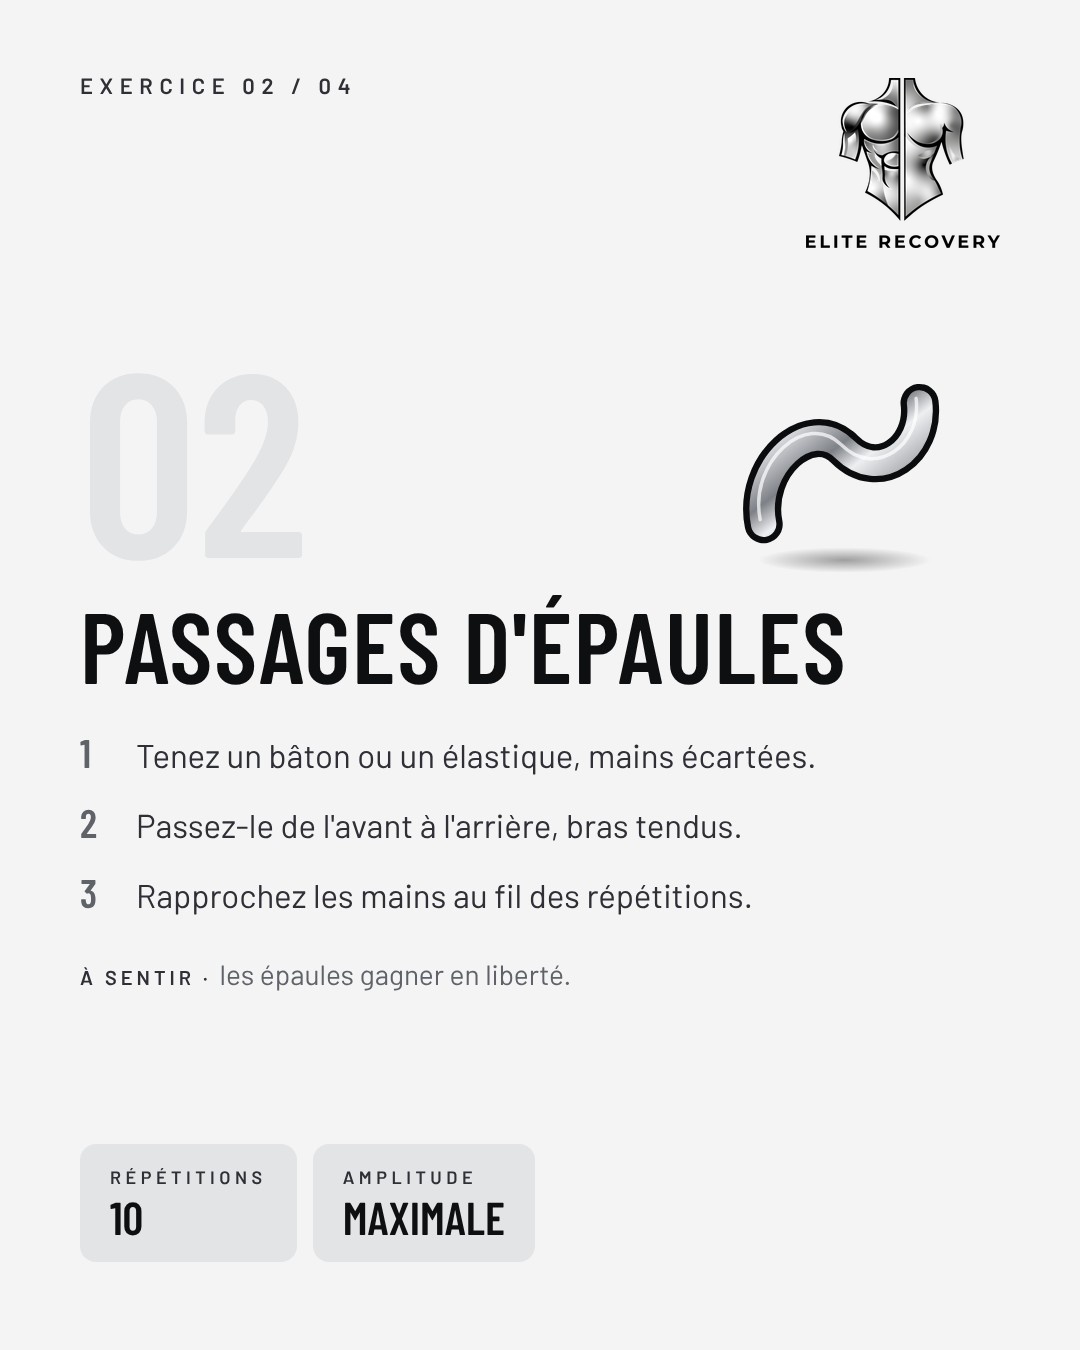 EXERCICE 02 / 04
ELITE RECOVERY
02
PASSAGES D'ÉPAULES
1 Tenez un bâton ou un élastique, mains écartées.
2 Passez-le de l'avant à l'arrière, bras tendus.
3 Rapprochez les mains au fil des répétitions.
À SENTIR · les épaules gagner en liberté.
RÉPÉTITIONS
10
AMPLITUDE
MAXIMALE